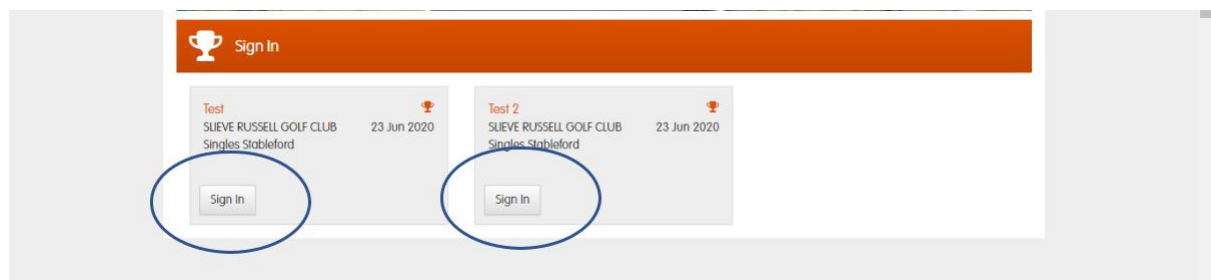 Sign In
Test
SLIEVE RUSSELL GOLF CLUB 23 Jun 2020
Singles Stableford
Sign In
Test 2
SLIEVE RUSSELL GOLF CLUB 23 Jun 2020
Singles Stableford
Sign In